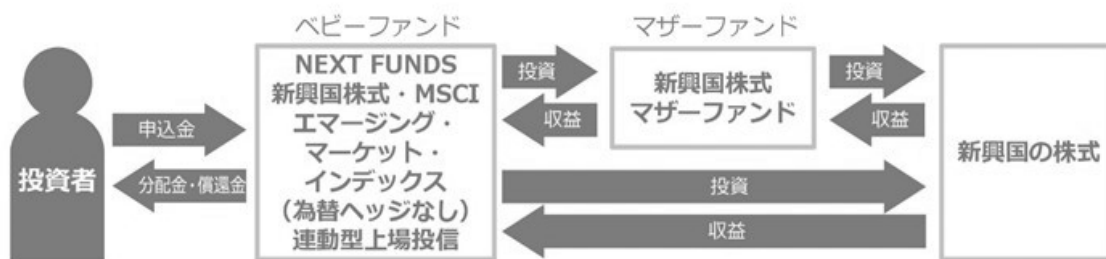 ベビーファンド
マザーファンド
NEXT FUNDS
新興国株式・MSCI
エマージング・
マーケット・
インデックス
（為替ヘッジなし）
連動型上場投信
投資
収益
新興国株式
マザーファンド
投資
収益
申込金
分配金・償還金
投資者
投資
収益
新興国の株式